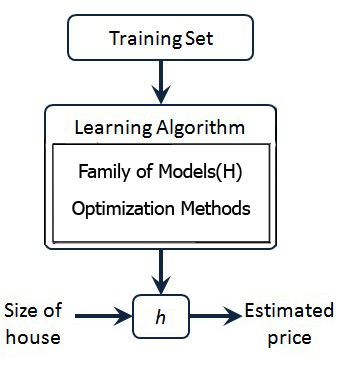 Training Set
Learning Algorithm
Family of Models(H)
Optimization Methods
Size of
house
h
Estimated
price